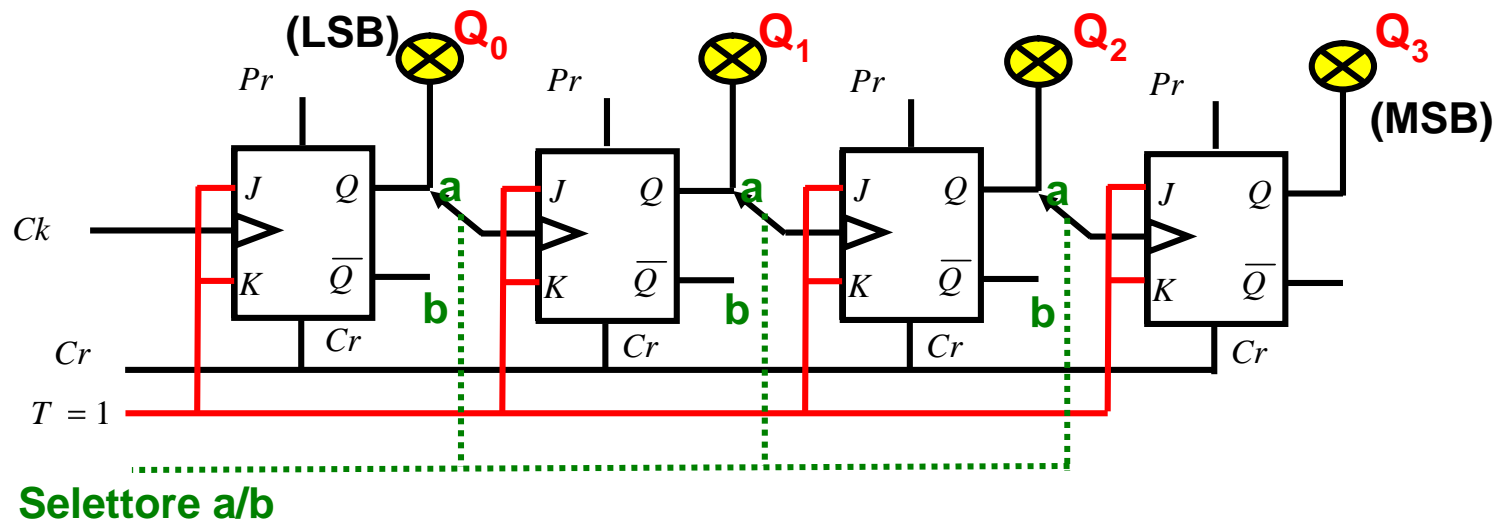 (LSB) Q0 Q1 Q2 Q3
(MSB)
Pr Pr Pr Pr
J Q a J Q a J Q a J Q
Ck
K Q̅ K Q̅ K Q̅ K Q̅
b b b
Cr Cr Cr Cr Cr
T = 1
Selettore a/b